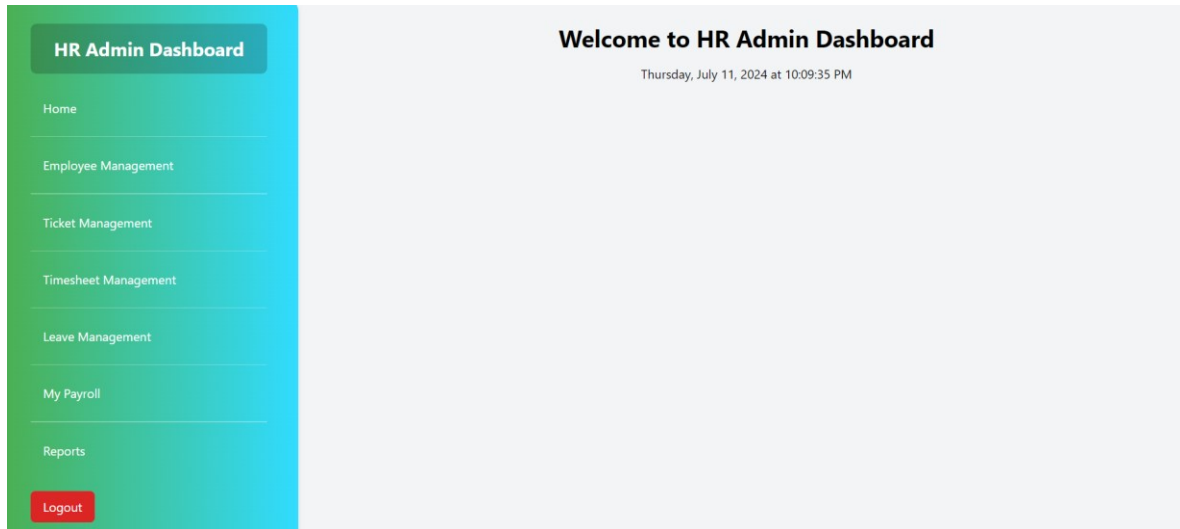 HR Admin Dashboard
Home
Employee Management
Ticket Management
Timesheet Management
Leave Management
My Payroll
Reports
Logout
Welcome to HR Admin Dashboard
Thursday, July 11, 2024 at 10:09:35 PM